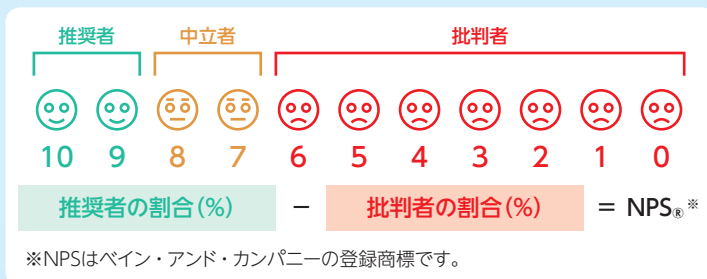 推奨者 中立者 批判者
10 9 8 7 6 5 4 3 2 1 0
推奨者の割合(%) − 批判者の割合(%) = NPS®※
※NPSはベイン・アンド・カンパニーの登録商標です。